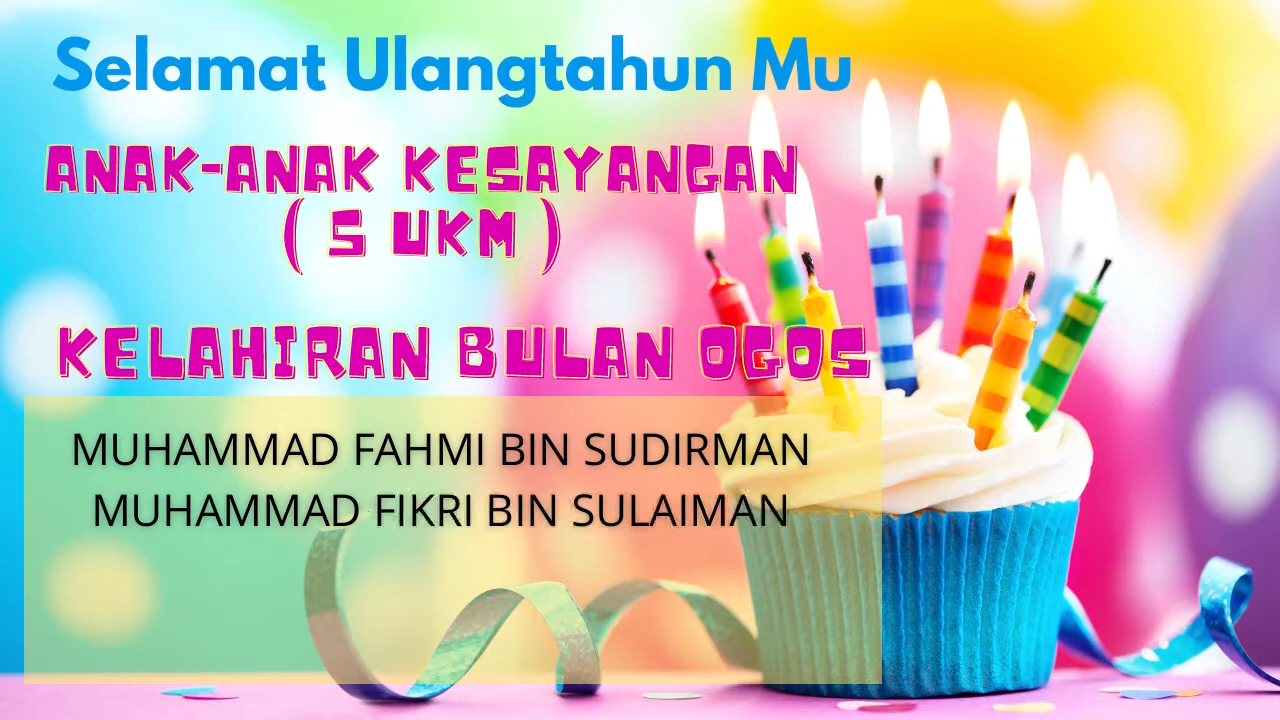 Selamat Ulangtahun Mu
ANAK-ANAK KESAYANGAN
( 5 UKM )
KELAHIRAN BULAN OGOS
MUHAMMAD FAHMI BIN SUDIRMAN
MUHAMMAD FIKRI BIN SULAIMAN